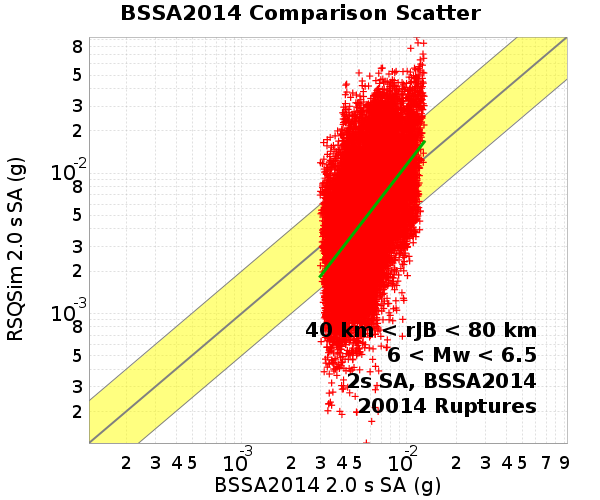 BSSA2014 Comparison Scatter
RSQSim 2.0 s SA (g)
8
5
3
2
10-2
8
5
3
2
10-3
8
5
3
2
40 km < rJB < 80 km
6 < Mw < 6.5
2s SA, BSSA2014
20014 Ruptures
2 3 4 5 10-3 2 3 4 5 10-2 2 3 4 5 7 9
BSSA2014 2.0 s SA (g)